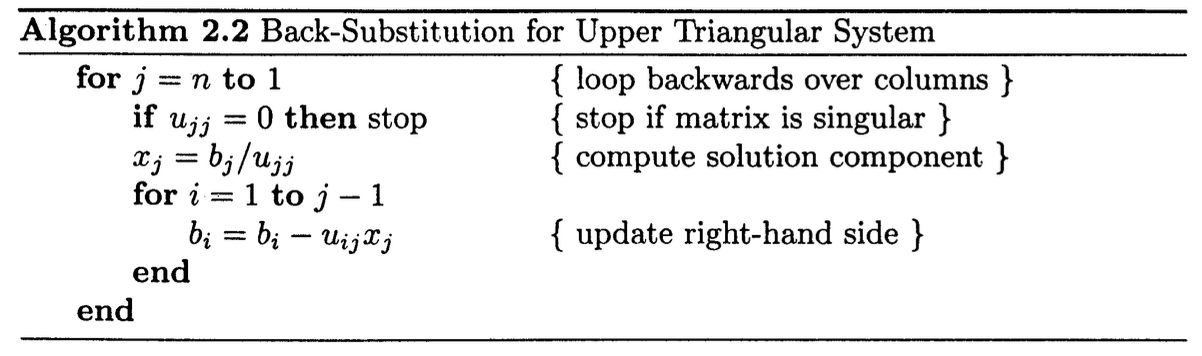 Algorithm 2.2 Back-Substitution for Upper Triangular System
for j = n to 1 { loop backwards over columns }
if u_{jj} = 0 then stop { stop if matrix is singular }
x_j = b_j/u_{jj} { compute solution component }
for i = 1 to j − 1
b_i = b_i − u_{ij}x_j { update right-hand side }
end
end